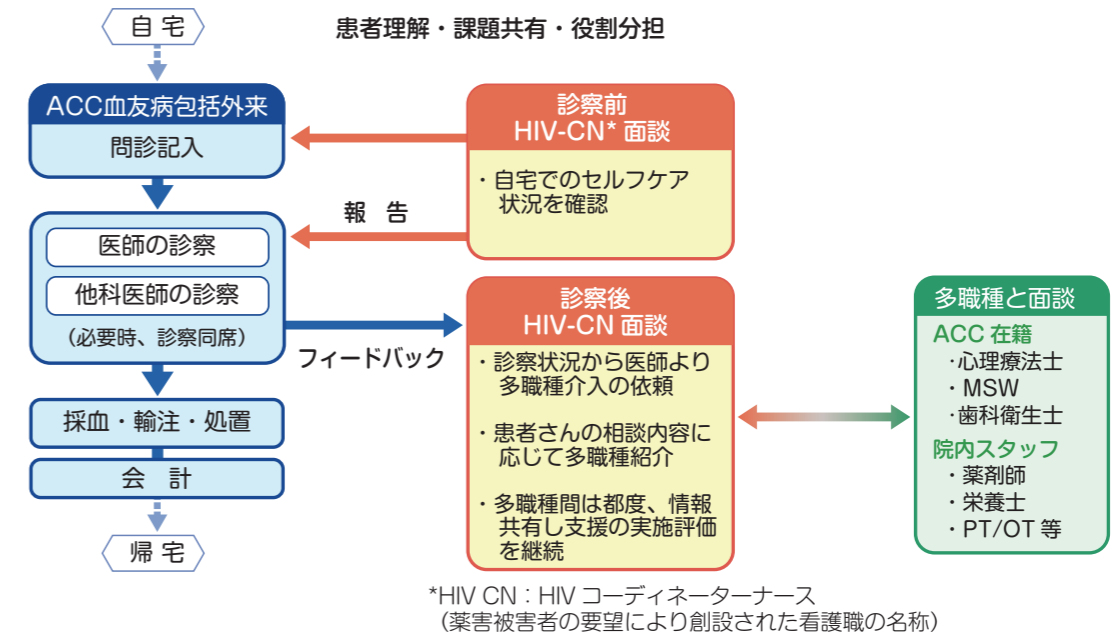 自 宅
患者理解・課題共有・役割分担
ACC血友病包括外来
問診記入
診察前
HIV-CN* 面談
・自宅でのセルフケア
状況を確認
報 告
医師の診察
他科医師の診察
（必要時、診察同席）
フィードバック
診察後
HIV-CN 面談
・診察状況から医師より
多職種介入の依頼
・患者さんの相談内容に
応じて多職種紹介
・多職種間は都度、情報
共有し支援の実施評価
を継続
多職種と面談
ACC 在籍
・心理療法士
・MSW
・歯科衛生士
院内スタッフ
・薬剤師
・栄養士
・PT/OT 等
採血・輸注・処置
会 計
帰 宅
*HIV CN：HIV コーディネーターナース
（薬害被害者の要望により創設された看護職の名称）